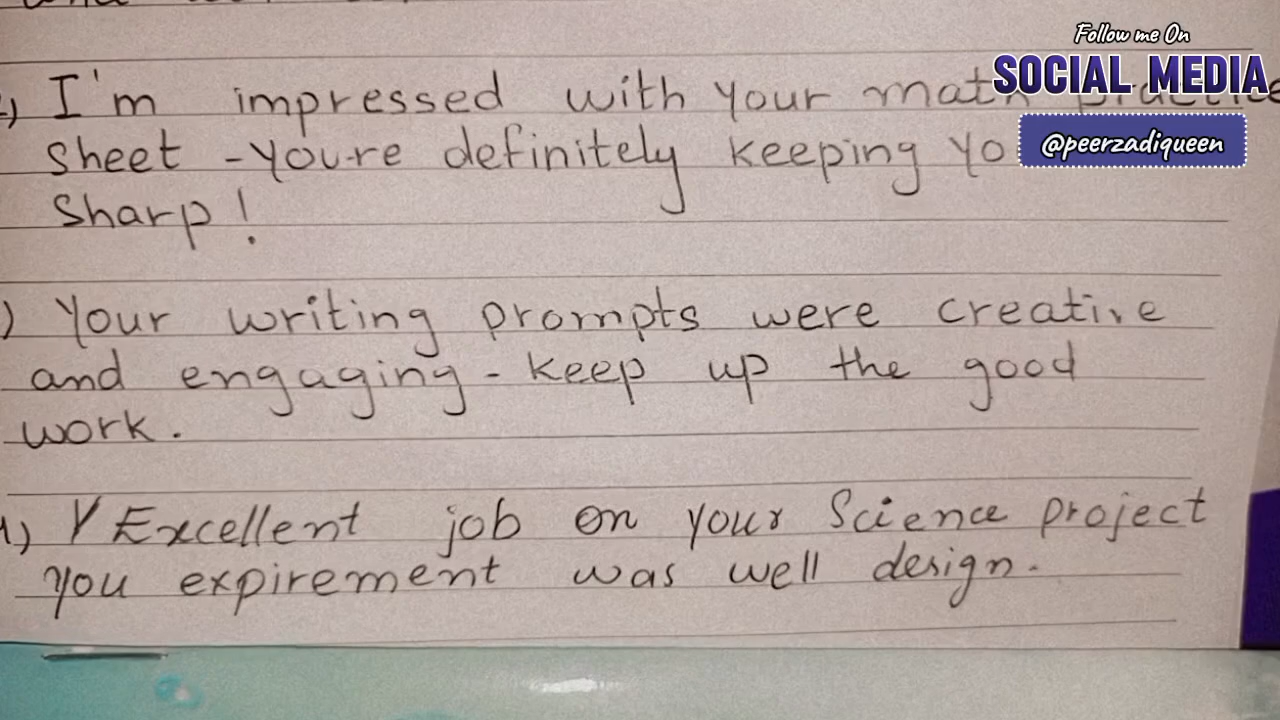 I'm impressed with your math practice
Sheet - you-re definitely keeping yo
Sharp!
) Your writing prompts were creative
and engaging - keep up the good
work.
) Excellent job on your Science project
you expirement was well design.
Follow me On
SOCIAL MEDIA
@peerzadiqueen